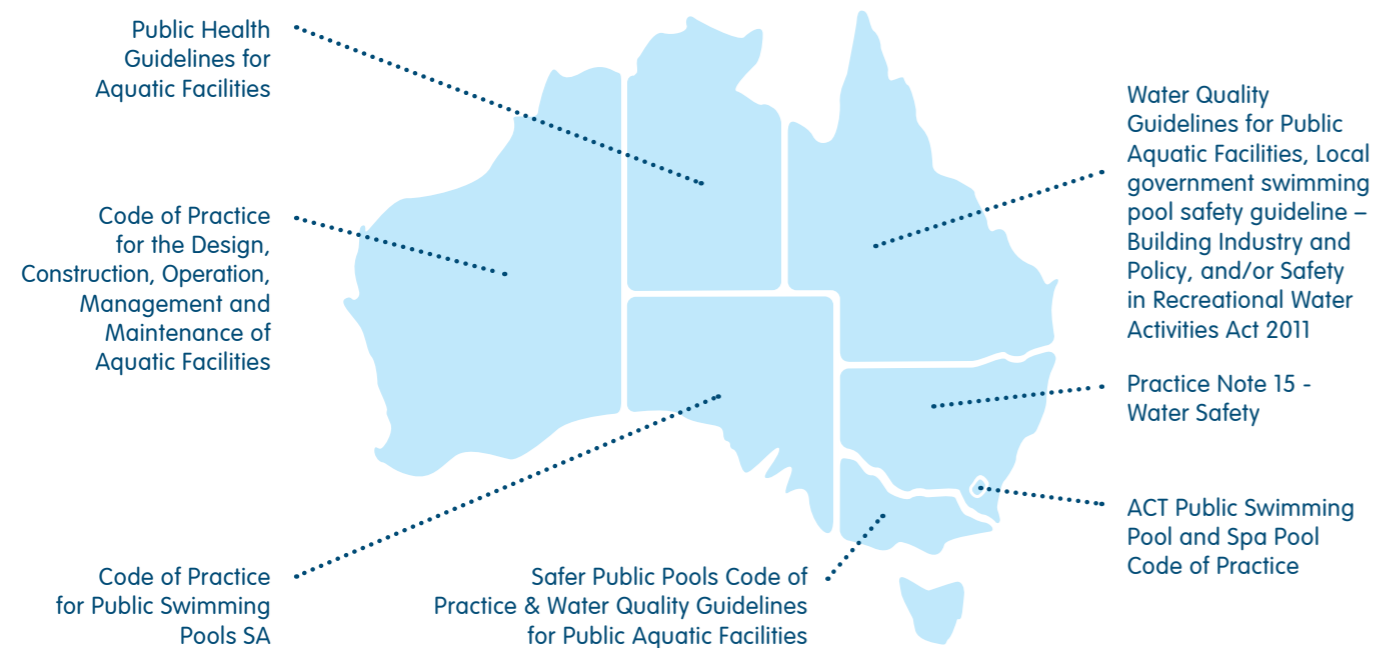 Public Health
Guidelines for
Aquatic Facilities
Code of Practice
for the Design,
Construction, Operation,
Management and
Maintenance of
Aquatic Facilities
Code of Practice
for Public Swimming
Pools SA
Safer Public Pools Code of
Practice & Water Quality Guidelines
for Public Aquatic Facilities
Water Quality
Guidelines for Public
Aquatic Facilities, Local
government swimming
pool safety guideline –
Building Industry and
Policy, and/or Safety
in Recreational Water
Activities Act 2011
Practice Note 15 -
Water Safety
ACT Public Swimming
Pool and Spa Pool
Code of Practice